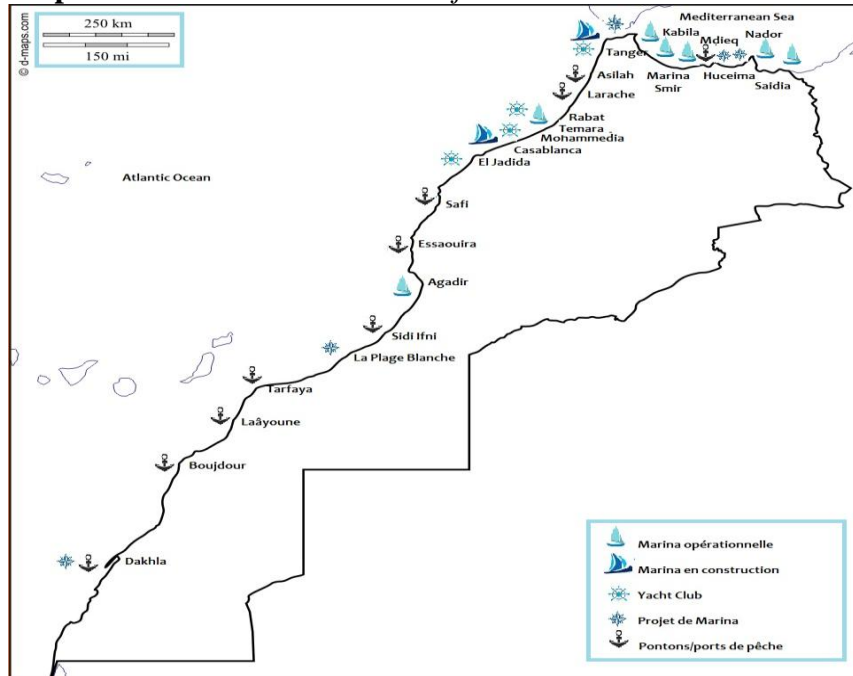 250 km
150 mi
© d-maps.com
Mediterranean Sea
Kabila
Mdieq
Nador
Tanger
Marina
Smir
Huceima
Saidia
Asilah
Larache
Rabat
Temara
Mohammedia
Casablanca
El Jadida
Atlantic Ocean
Safi
Essaouira
Agadir
Sidi Ifni
La Plage Blanche
Tarfaya
Laâyoune
Boujdour
Dakhla
Marina opérationnelle
Marina en construction
Yacht Club
Projet de Marina
Pontons/ports de pêche